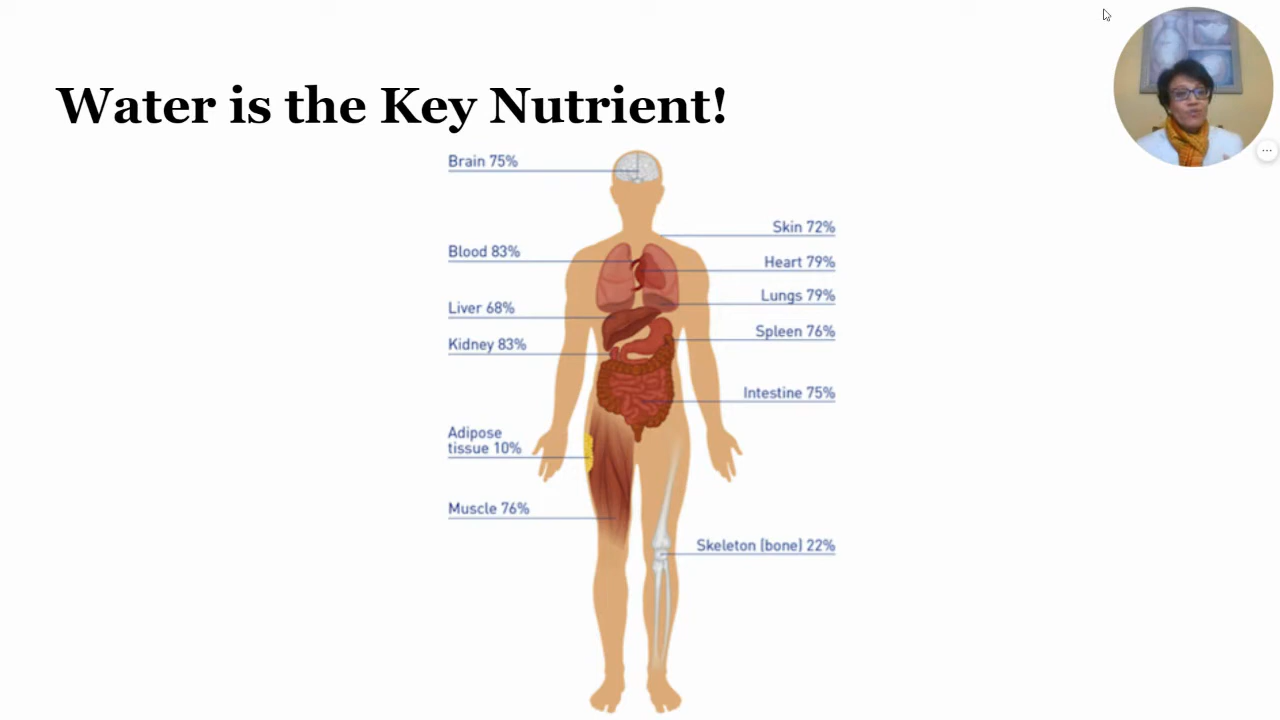 Water is the Key Nutrient!
Brain 75%
Blood 83%
Liver 68%
Kidney 83%
Adipose
tissue 10%
Muscle 76%
Skin 72%
Heart 79%
Lungs 79%
Spleen 76%
Intestine 75%
Skeleton (bone) 22%